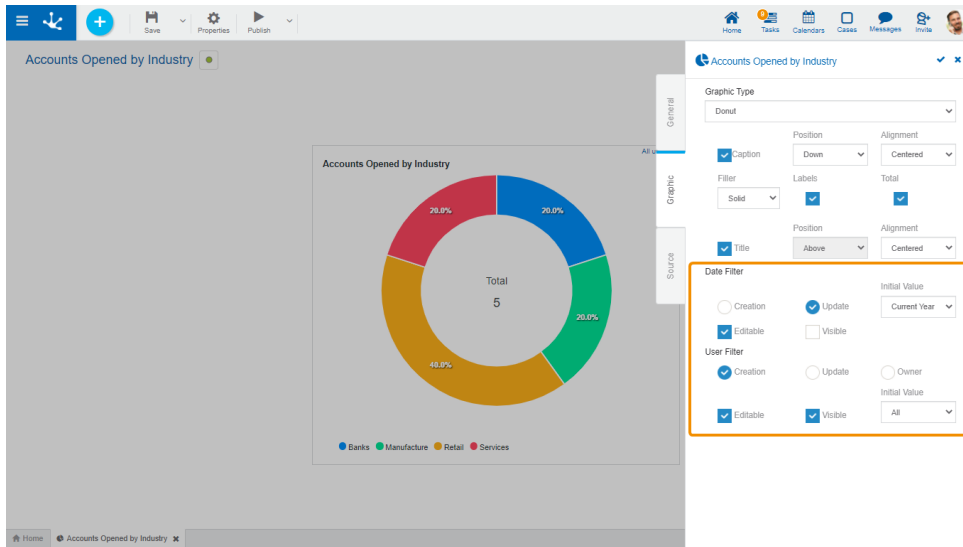 Save
Properties
Publish
Home
Tasks
Calendars
Cases
Messages
Invite
Accounts Opened by Industry
Accounts Opened by Industry
General
Graphic
Source
Graphic Type
Donut
Position
Alignment
Caption
Down
Centered
Filler
Labels
Total
Solid
Position
Alignment
Title
Above
Centered
Date Filter
Initial Value
Creation
Update
Current Year
Editable
Visible
User Filter
Creation
Update
Owner
Initial Value
Editable
Visible
All
All u
Accounts Opened by Industry
20.0%
20.0%
Total
5
20.0%
40.0%
Banks Manufacture Retail Services
Home
Accounts Opened by Industry